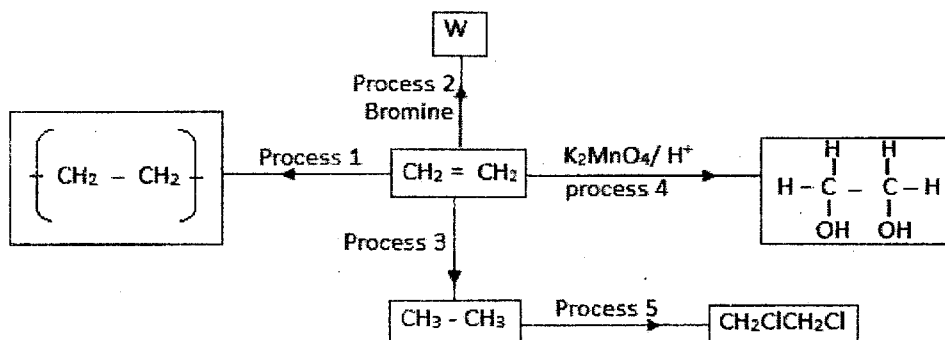 W
Process 2
Bromine
CH₂ – CH₂
Process 1
CH₂ = CH₂
K₂MnO₄/ H⁺
process 4
H H
H – C – C – H
OH OH
Process 3
CH₃ - CH₃
Process 5
CH₂ClCH₂Cl